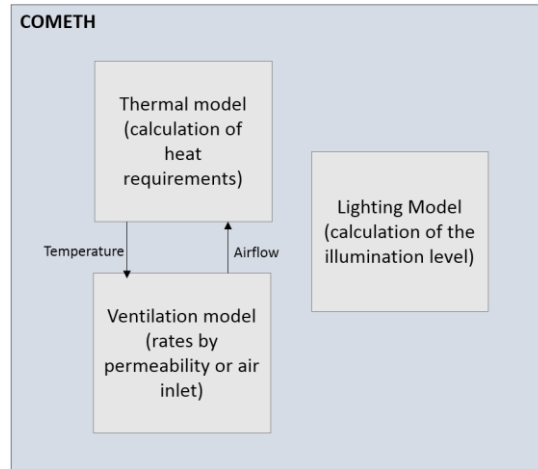 COMETH
Thermal model
(calculation of
heat
requirements)
Temperature
Airflow
Ventilation model
(rates by
permeability or air
inlet)
Lighting Model
(calculation of the
illumination level)